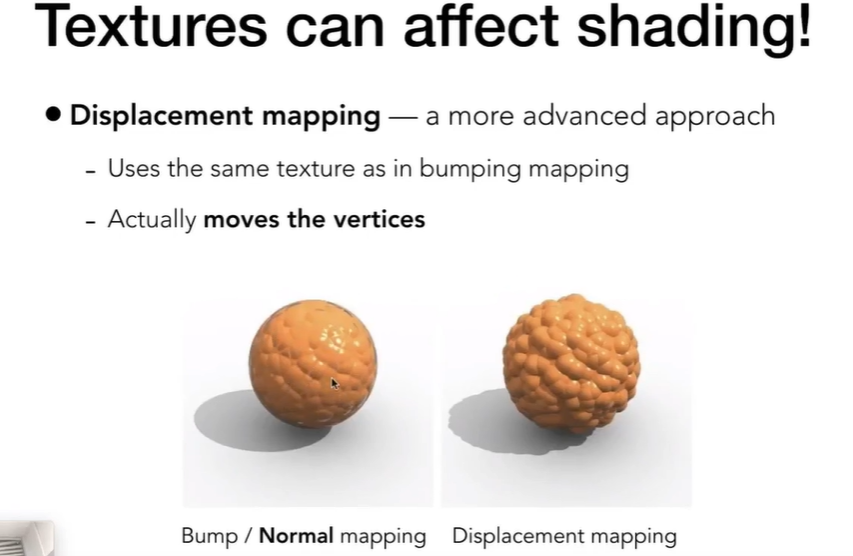 Textures can affect shading!
● Displacement mapping — a more advanced approach
- Uses the same texture as in bumping mapping
- Actually moves the vertices
Bump / Normal mapping
Displacement mapping